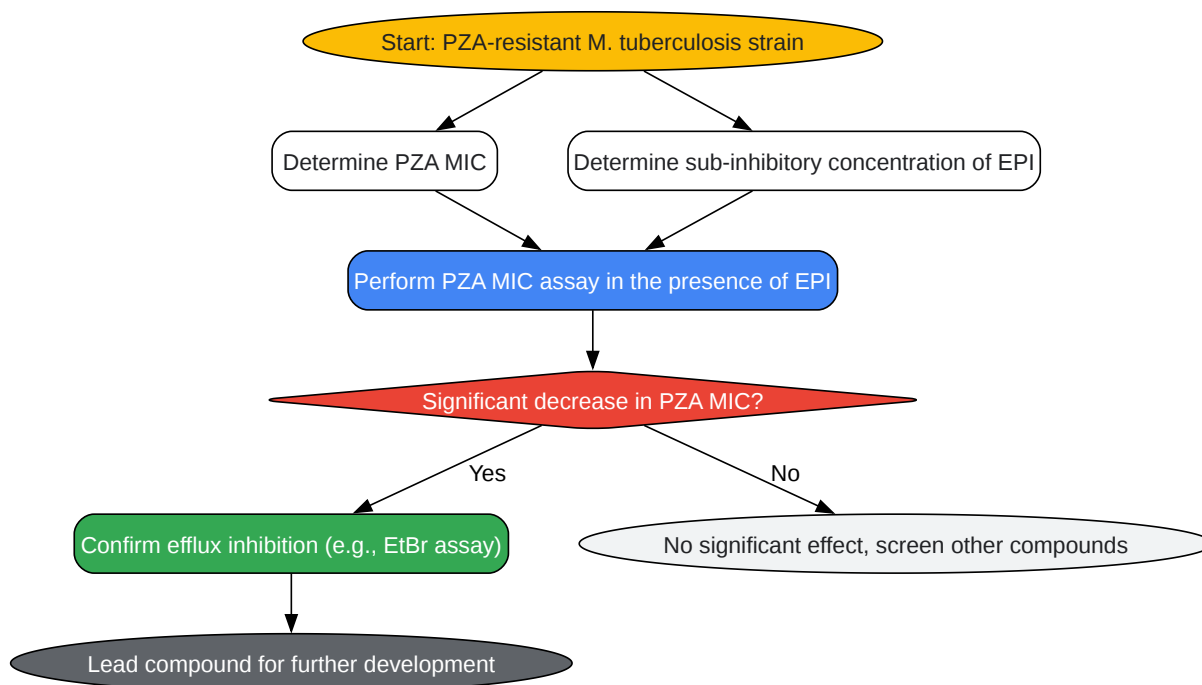 Start: PZA-resistant M. tuberculosis strain
Determine PZA MIC
Determine sub-inhibitory concentration of EPI
Perform PZA MIC assay in the presence of EPI
Significant decrease in PZA MIC?
Yes
No
Confirm efflux inhibition (e.g., EtBr assay)
No significant effect, screen other compounds
Lead compound for further development